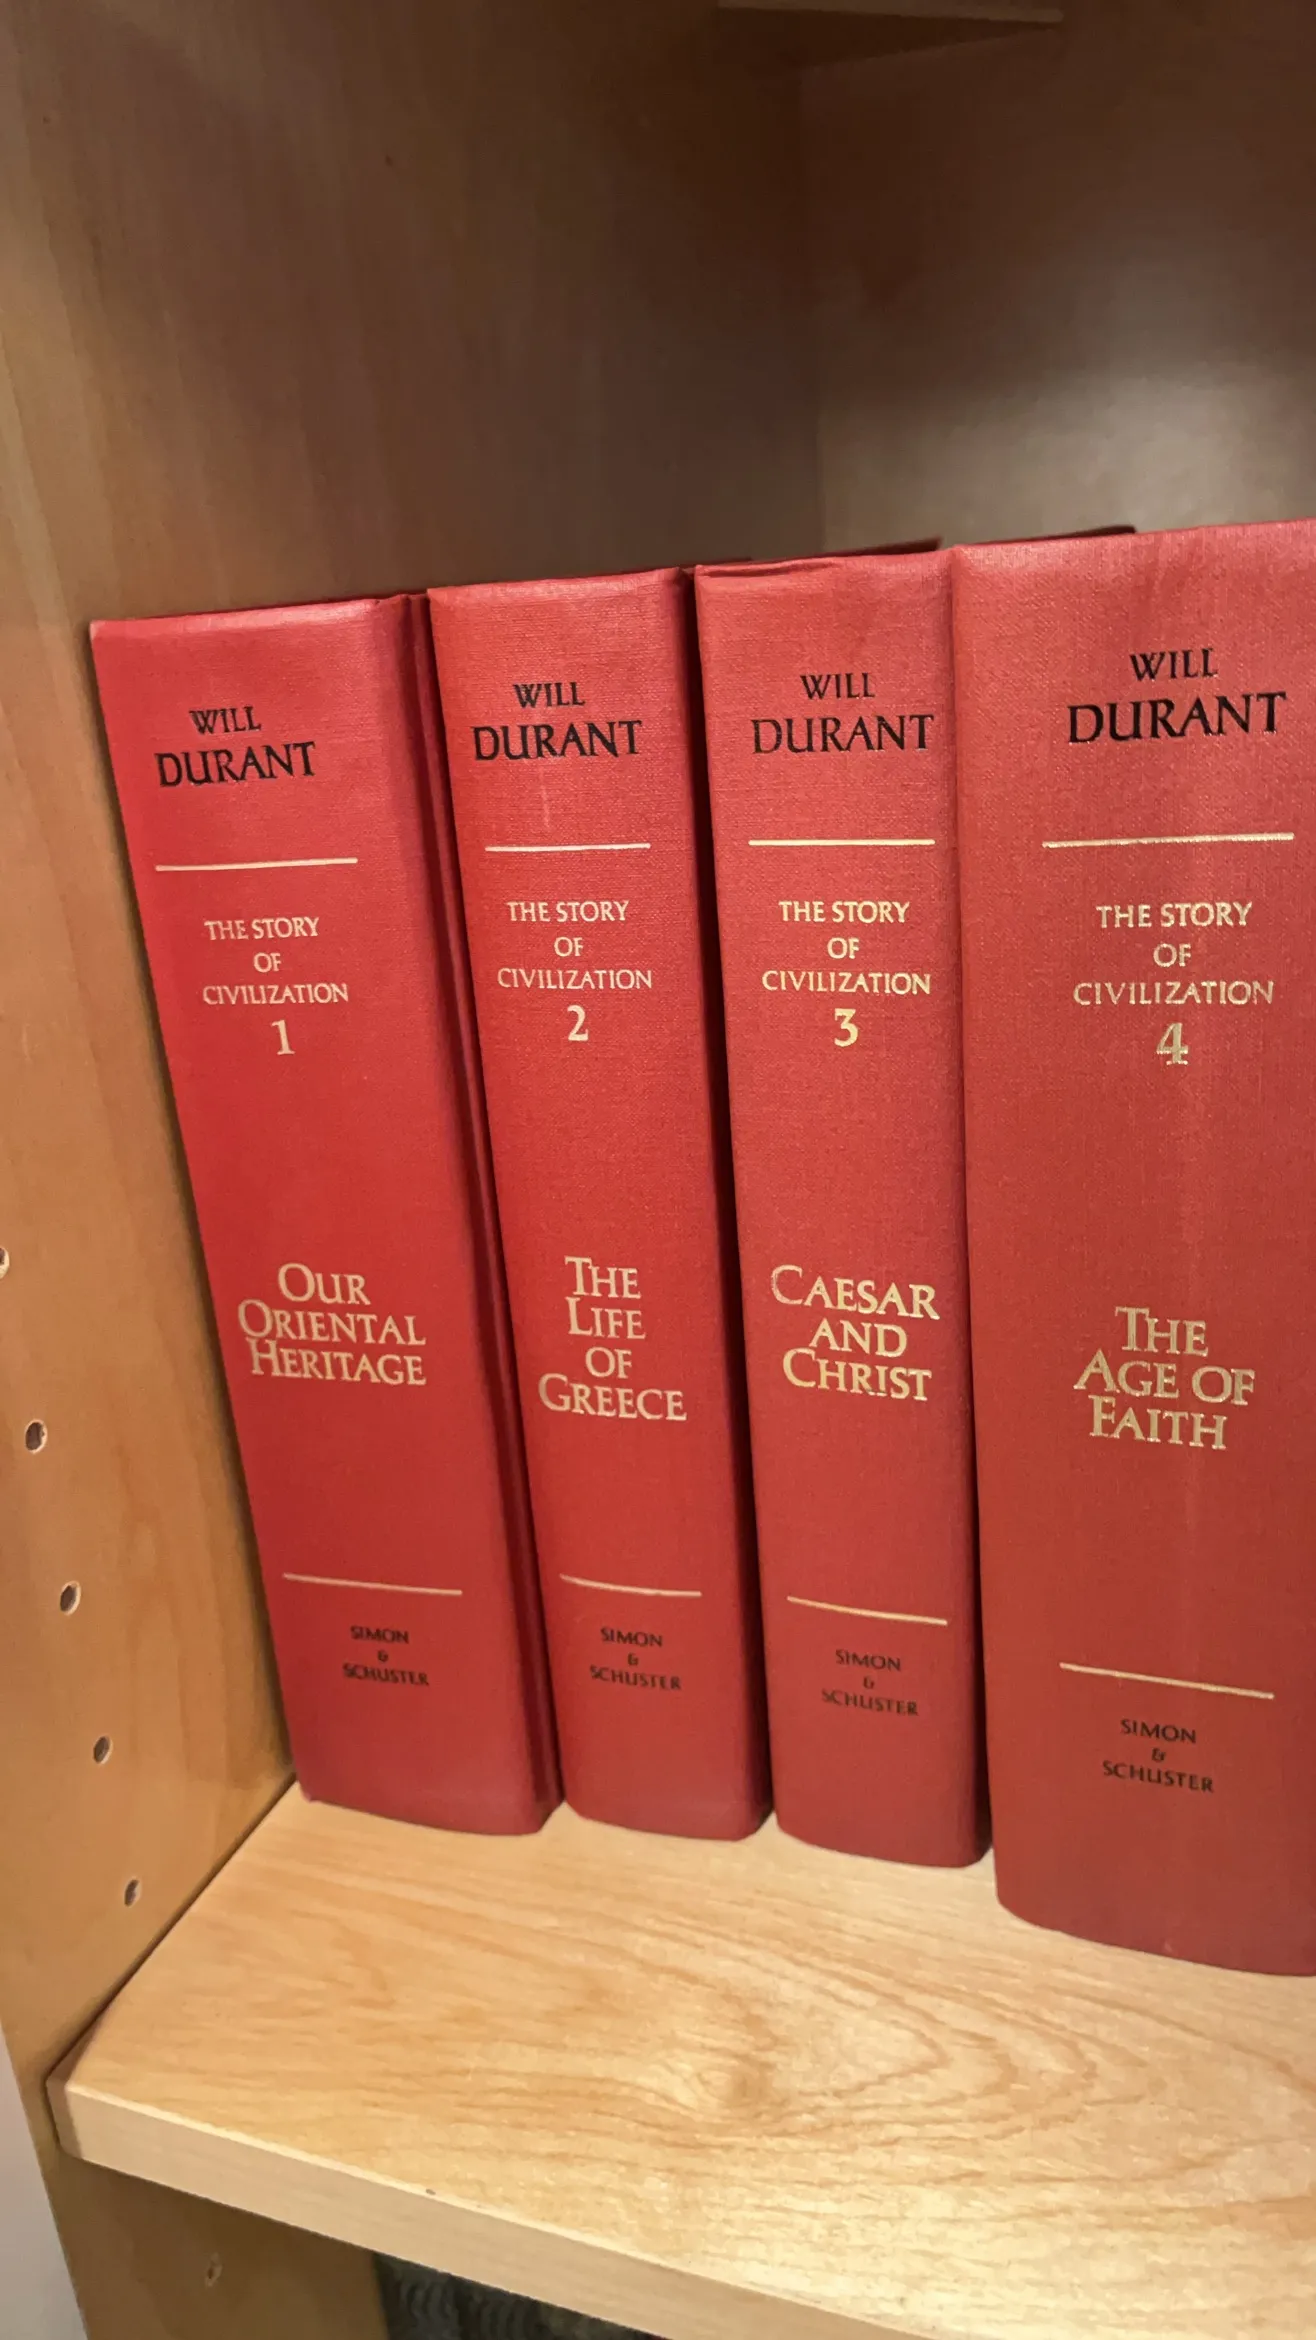 WILL
DURANT
THE STORY
OF
CIVILIZATION
1
OUR
ORIENTAL
HERITAGE
SIMON
&
SCHUSTER
WILL
DURANT
THE STORY
OF
CIVILIZATION
2
THE
LIFE
OF
GREECE
SIMON
&
SCHUSTER
WILL
DURANT
THE STORY
OF
CIVILIZATION
3
CAESAR
AND
CHRIST
SIMON
&
SCHUSTER
WILL
DURANT
THE STORY
OF
CIVILIZATION
4
THE
AGE OF
FAITH
SIMON
&
SCHUSTER